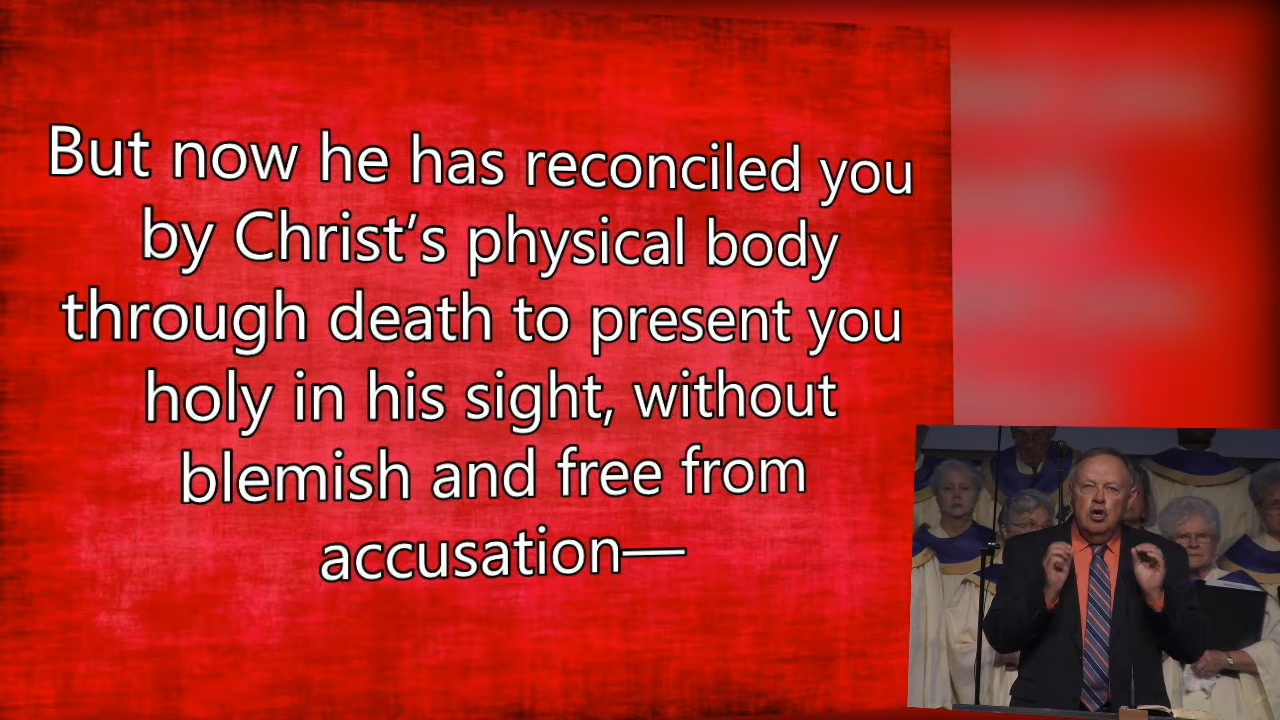 But now he has reconciled you
by Christ’s physical body
through death to present you
holy in his sight, without
blemish and free from
accusation—